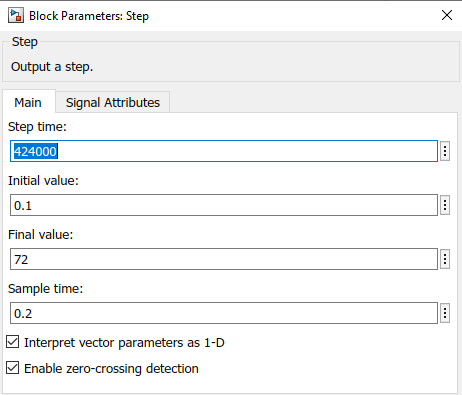 Block Parameters: Step
Step
Output a step.
Main Signal Attributes
Step time:
424000
Initial value:
0.1
Final value:
72
Sample time:
0.2
Interpret vector parameters as 1-D
Enable zero-crossing detection